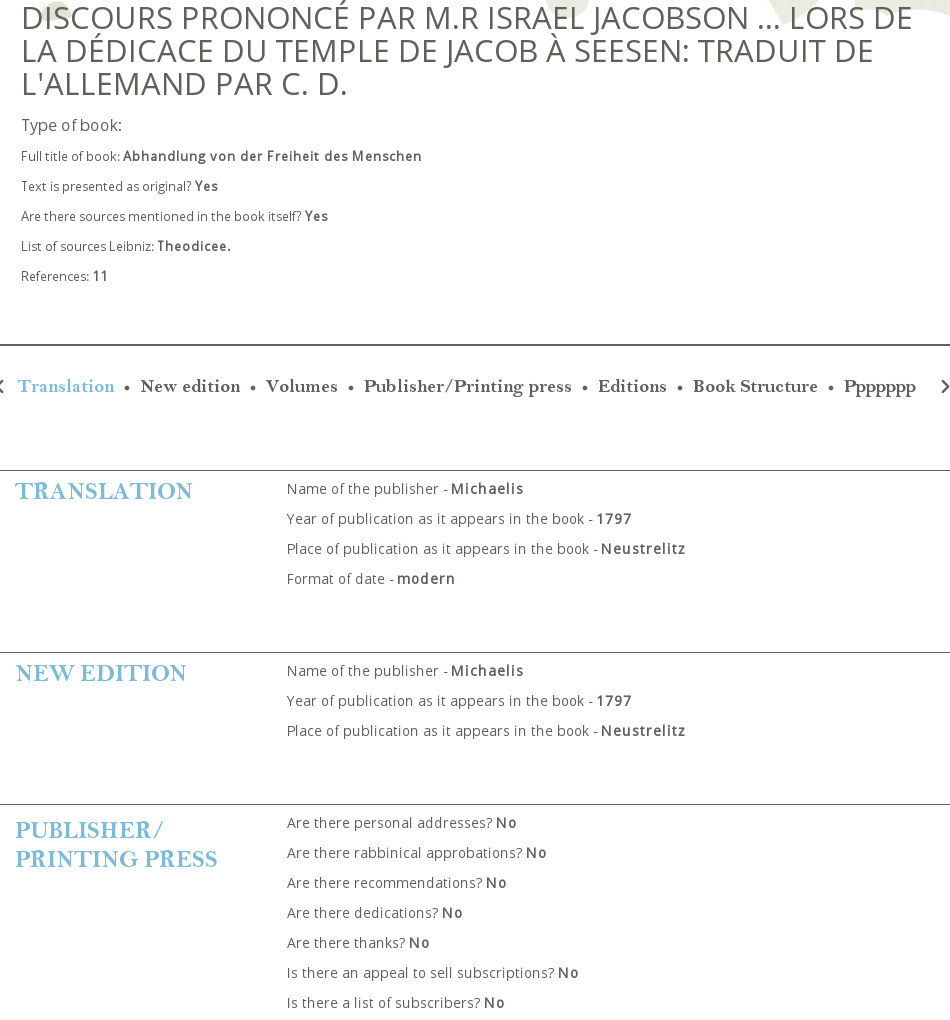 DISCOURS PRONONCÉ PAR M.R ISRAEL JACOBSON ... LORS DE
LA DÉDICACE DU TEMPLE DE JACOB À SEESEN: TRADUIT DE
L'ALLEMAND PAR C. D.
Type of book:
Full title of book: Abhandlung von der Freiheit des Menschen
Text is presented as original? Yes
Are there sources mentioned in the book itself? Yes
List of sources Leibniz: Theodicee.
References: 11
Translation • New edition • Volumes • Publisher/Printing press • Editions • Book Structure • Ppppppp
TRANSLATION
Name of the publisher - Michaelis
Year of publication as it appears in the book - 1797
Place of publication as it appears in the book - Neustrelitz
Format of date - modern
NEW EDITION
Name of the publisher - Michaelis
Year of publication as it appears in the book - 1797
Place of publication as it appears in the book - Neustrelitz
PUBLISHER/
PRINTING PRESS
Are there personal addresses? No
Are there rabbinical approbations? No
Are there recommendations? No
Are there dedications? No
Are there thanks? No
Is there an appeal to sell subscriptions? No
Is there a list of subscribers? No